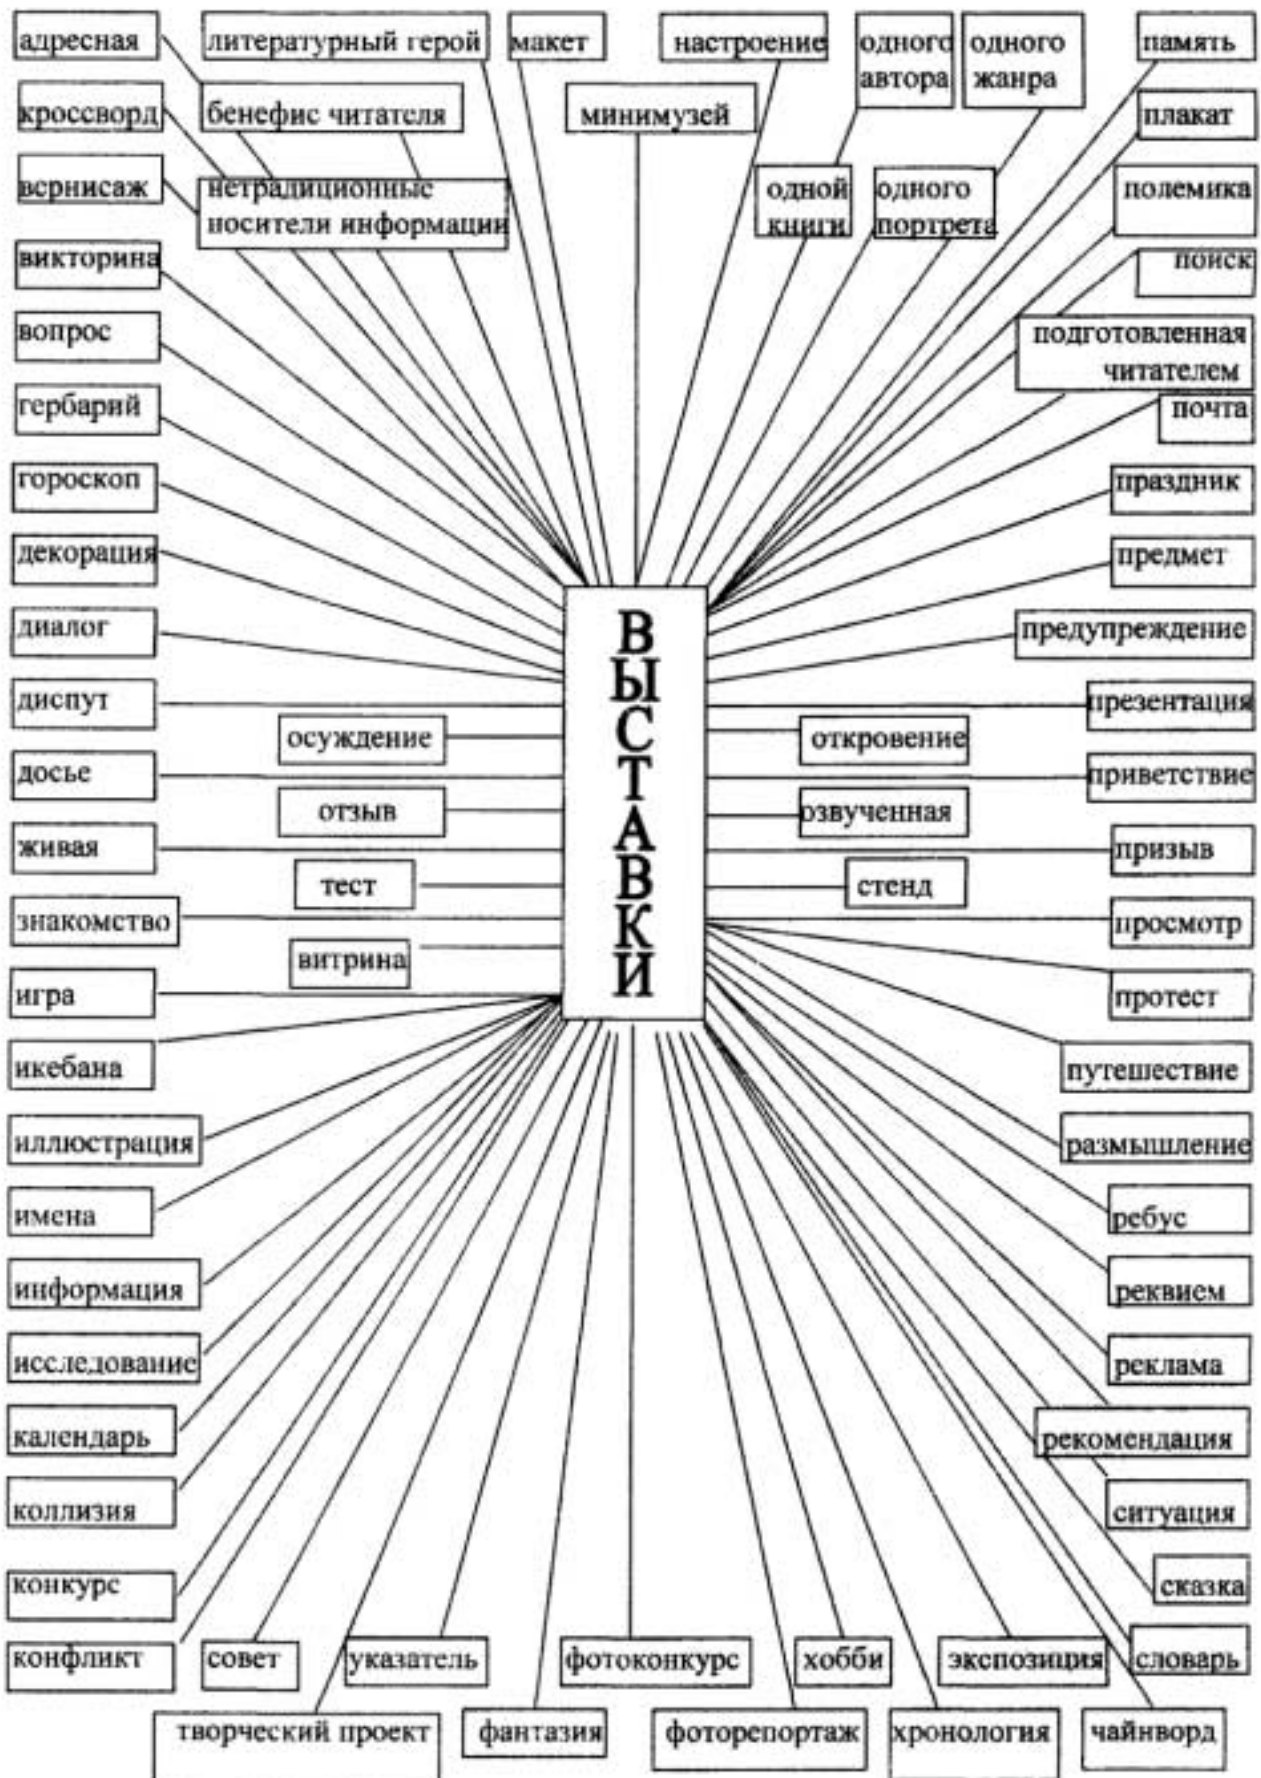 адресная
литературный герой
макет
настроение
одного
автора
одного
жанра
память
кроссворд
бенефис читателя
минимузей
плакат
вернисаж
нетрадиционные
носители информации
одной
книги
одного
портрета
полемика
викторина
поиск
вопрос
подготовленная
читателем
гербарий
почта
гороскоп
праздник
декорация
предмет
диалог
предупреждение
диспут
презентация
осуждение
откровение
досье
приветствие
отзыв
озвученная
живая
призыв
тест
стенд
знакомство
просмотр
витрина
ВЫСТАВКИ
игра
протест
икебана
путешествие
иллюстрация
размышление
имена
ребус
информация
реквием
исследование
реклама
календарь
рекомендация
коллизия
ситуация
конкурс
сказка
конфликт
совет
указатель
фотоконкурс
хобби
экспозиция
словарь
творческий проект
фантазия
фоторепортаж
хронология
чайнворд